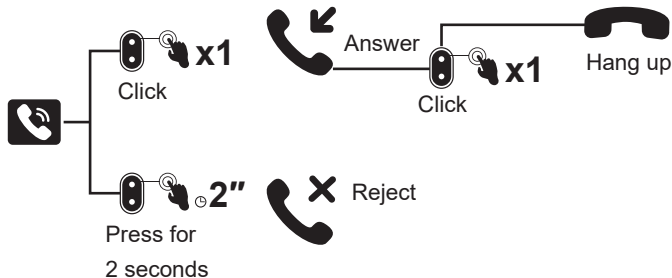 x1
Click
Answer
x1
Click
Hang up
2″
Reject
Press for
2 seconds